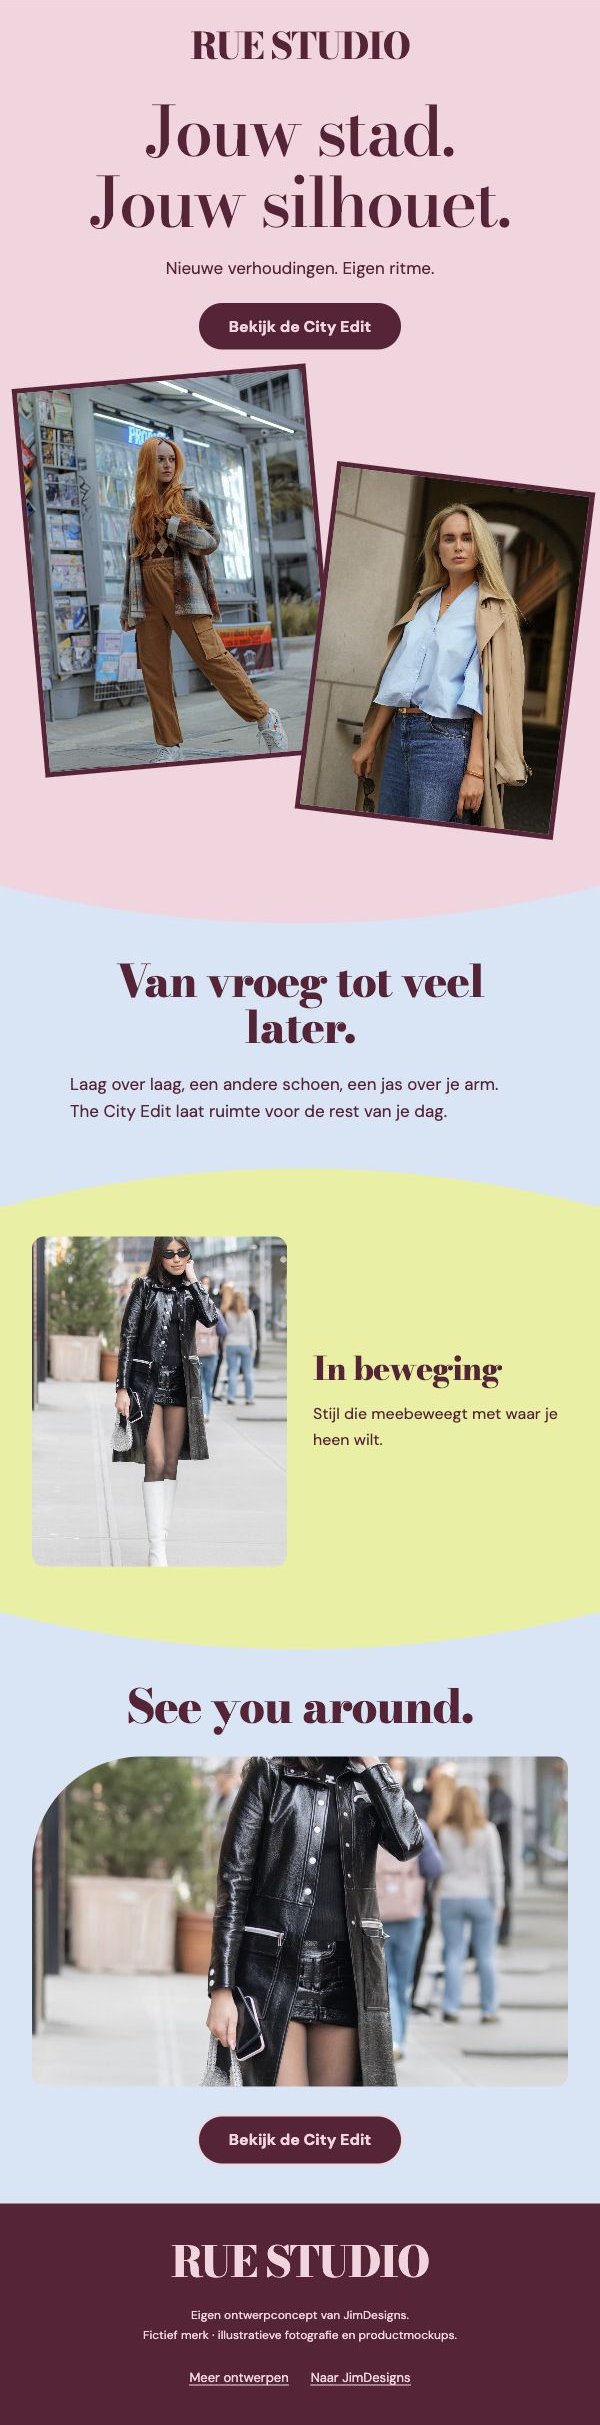 RUE STUDIO
Jouw stad.
Jouw silhouet.
Nieuwe verhoudingen. Eigen ritme.
Bekijk de City Edit
Van vroeg tot veel
later.
Laag over laag, een andere schoen, een jas over je arm.
The City Edit laat ruimte voor de rest van je dag.
In beweging
Stijl die meebeweegt met waar je
heen wilt.
See you around.
Bekijk de City Edit
RUE STUDIO
Eigen ontwerpconcept van JimDesigns.
Fictief merk · illustratieve fotografie en productmockups.
Meer ontwerpen Naar JimDesigns